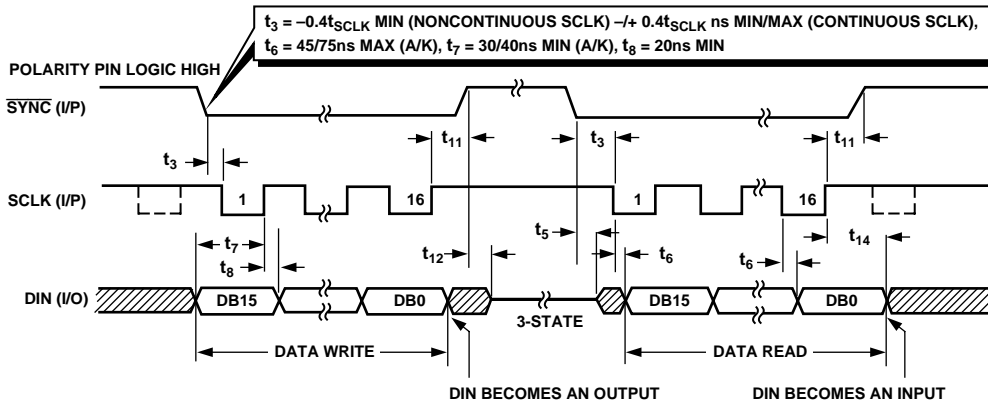 t3 = –0.4tSCLK MIN (NONCONTINUOUS SCLK) –/+ 0.4tSCLK ns MIN/MAX (CONTINUOUS SCLK),
t6 = 45/75ns MAX (A/K), t7 = 30/40ns MIN (A/K), t8 = 20ns MIN
POLARITY PIN LOGIC HIGH
SYNC (I/P)
t3
t11
t3
t11
SCLK (I/P)
1
16
1
16
t7
t8
t12
t5
t6
t6
t14
DIN (I/O)
DB15
DB0
3-STATE
DB15
DB0
DATA WRITE
DATA READ
DIN BECOMES AN OUTPUT
DIN BECOMES AN INPUT